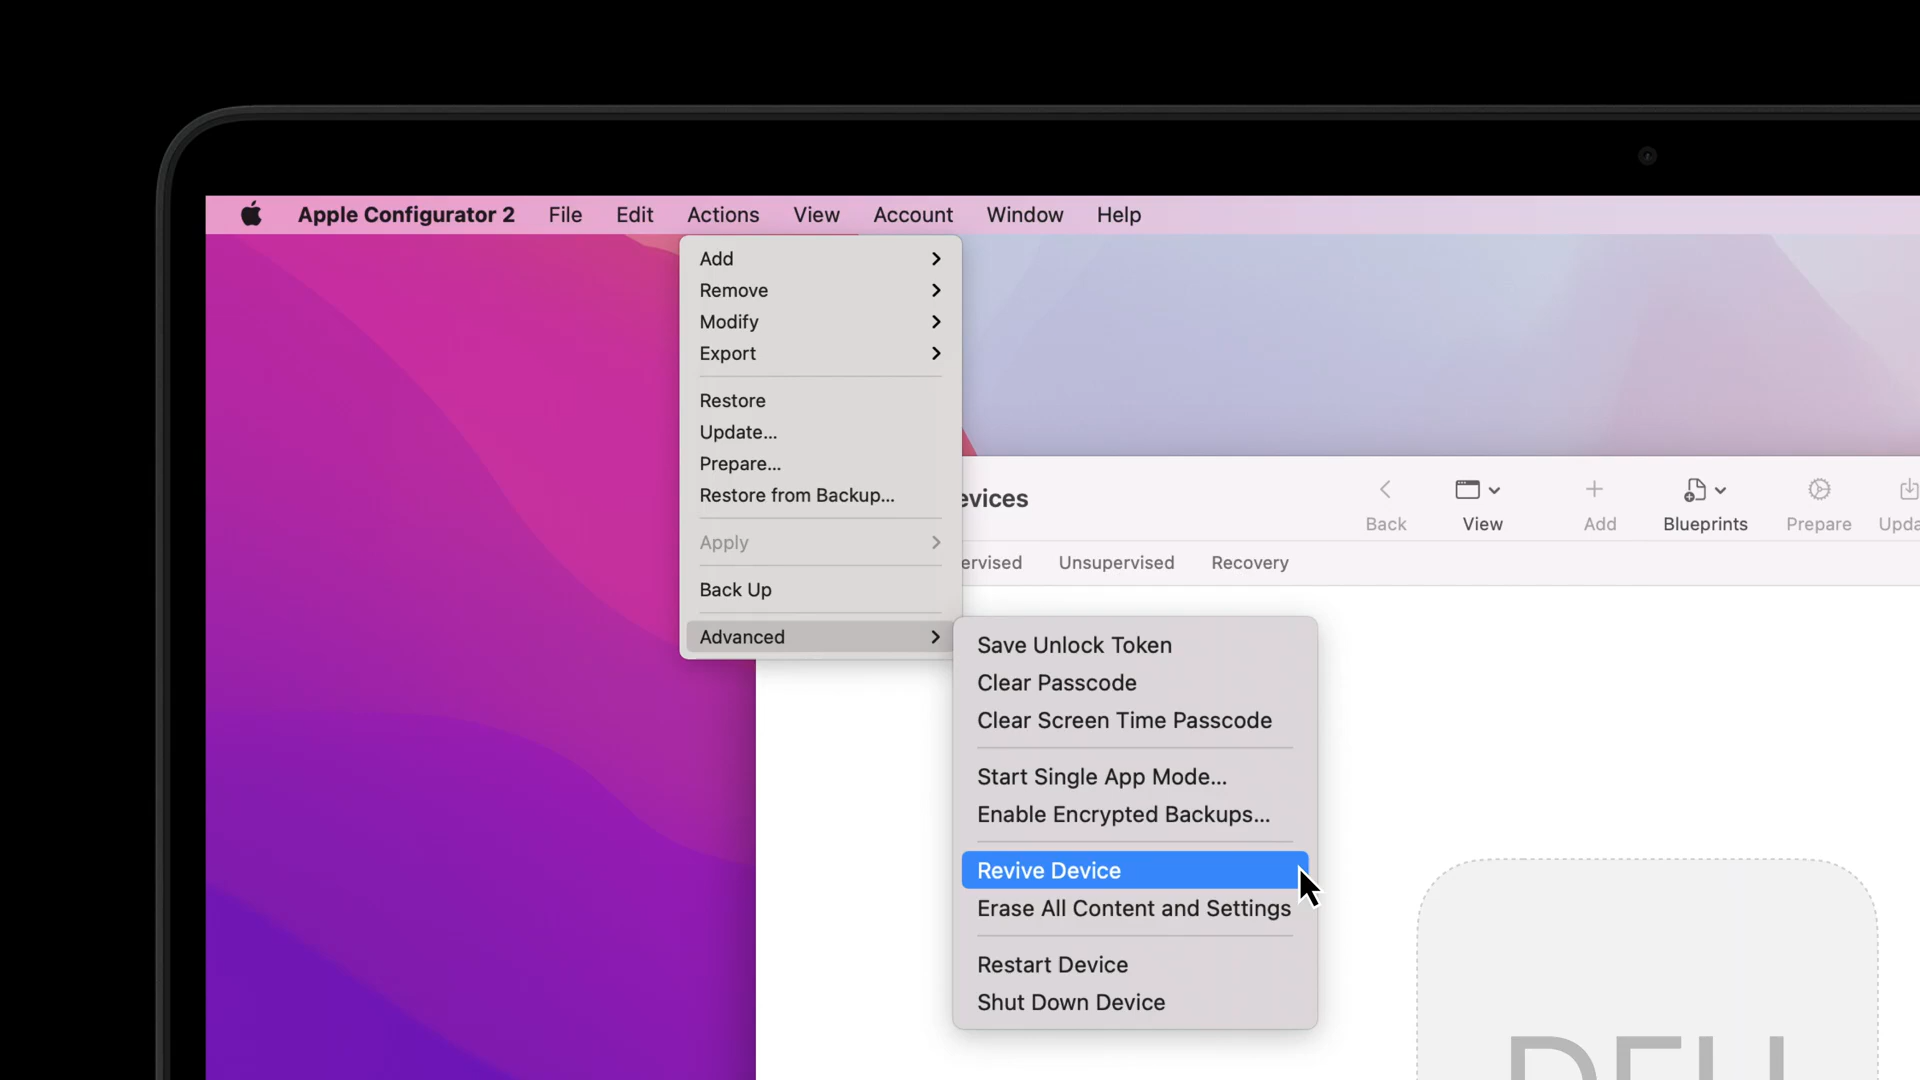 Apple Configurator 2 File Edit Actions View Account Window Help
Add
Remove
Modify
Export
Restore
Update...
Prepare...
Restore from Backup...
Apply
Back Up
Advanced
evices
Back View Add Blueprints Prepare Upda
ervised Unsupervised Recovery
Save Unlock Token
Clear Passcode
Clear Screen Time Passcode
Start Single App Mode...
Enable Encrypted Backups...
Revive Device
Erase All Content and Settings
Restart Device
Shut Down Device
DFU